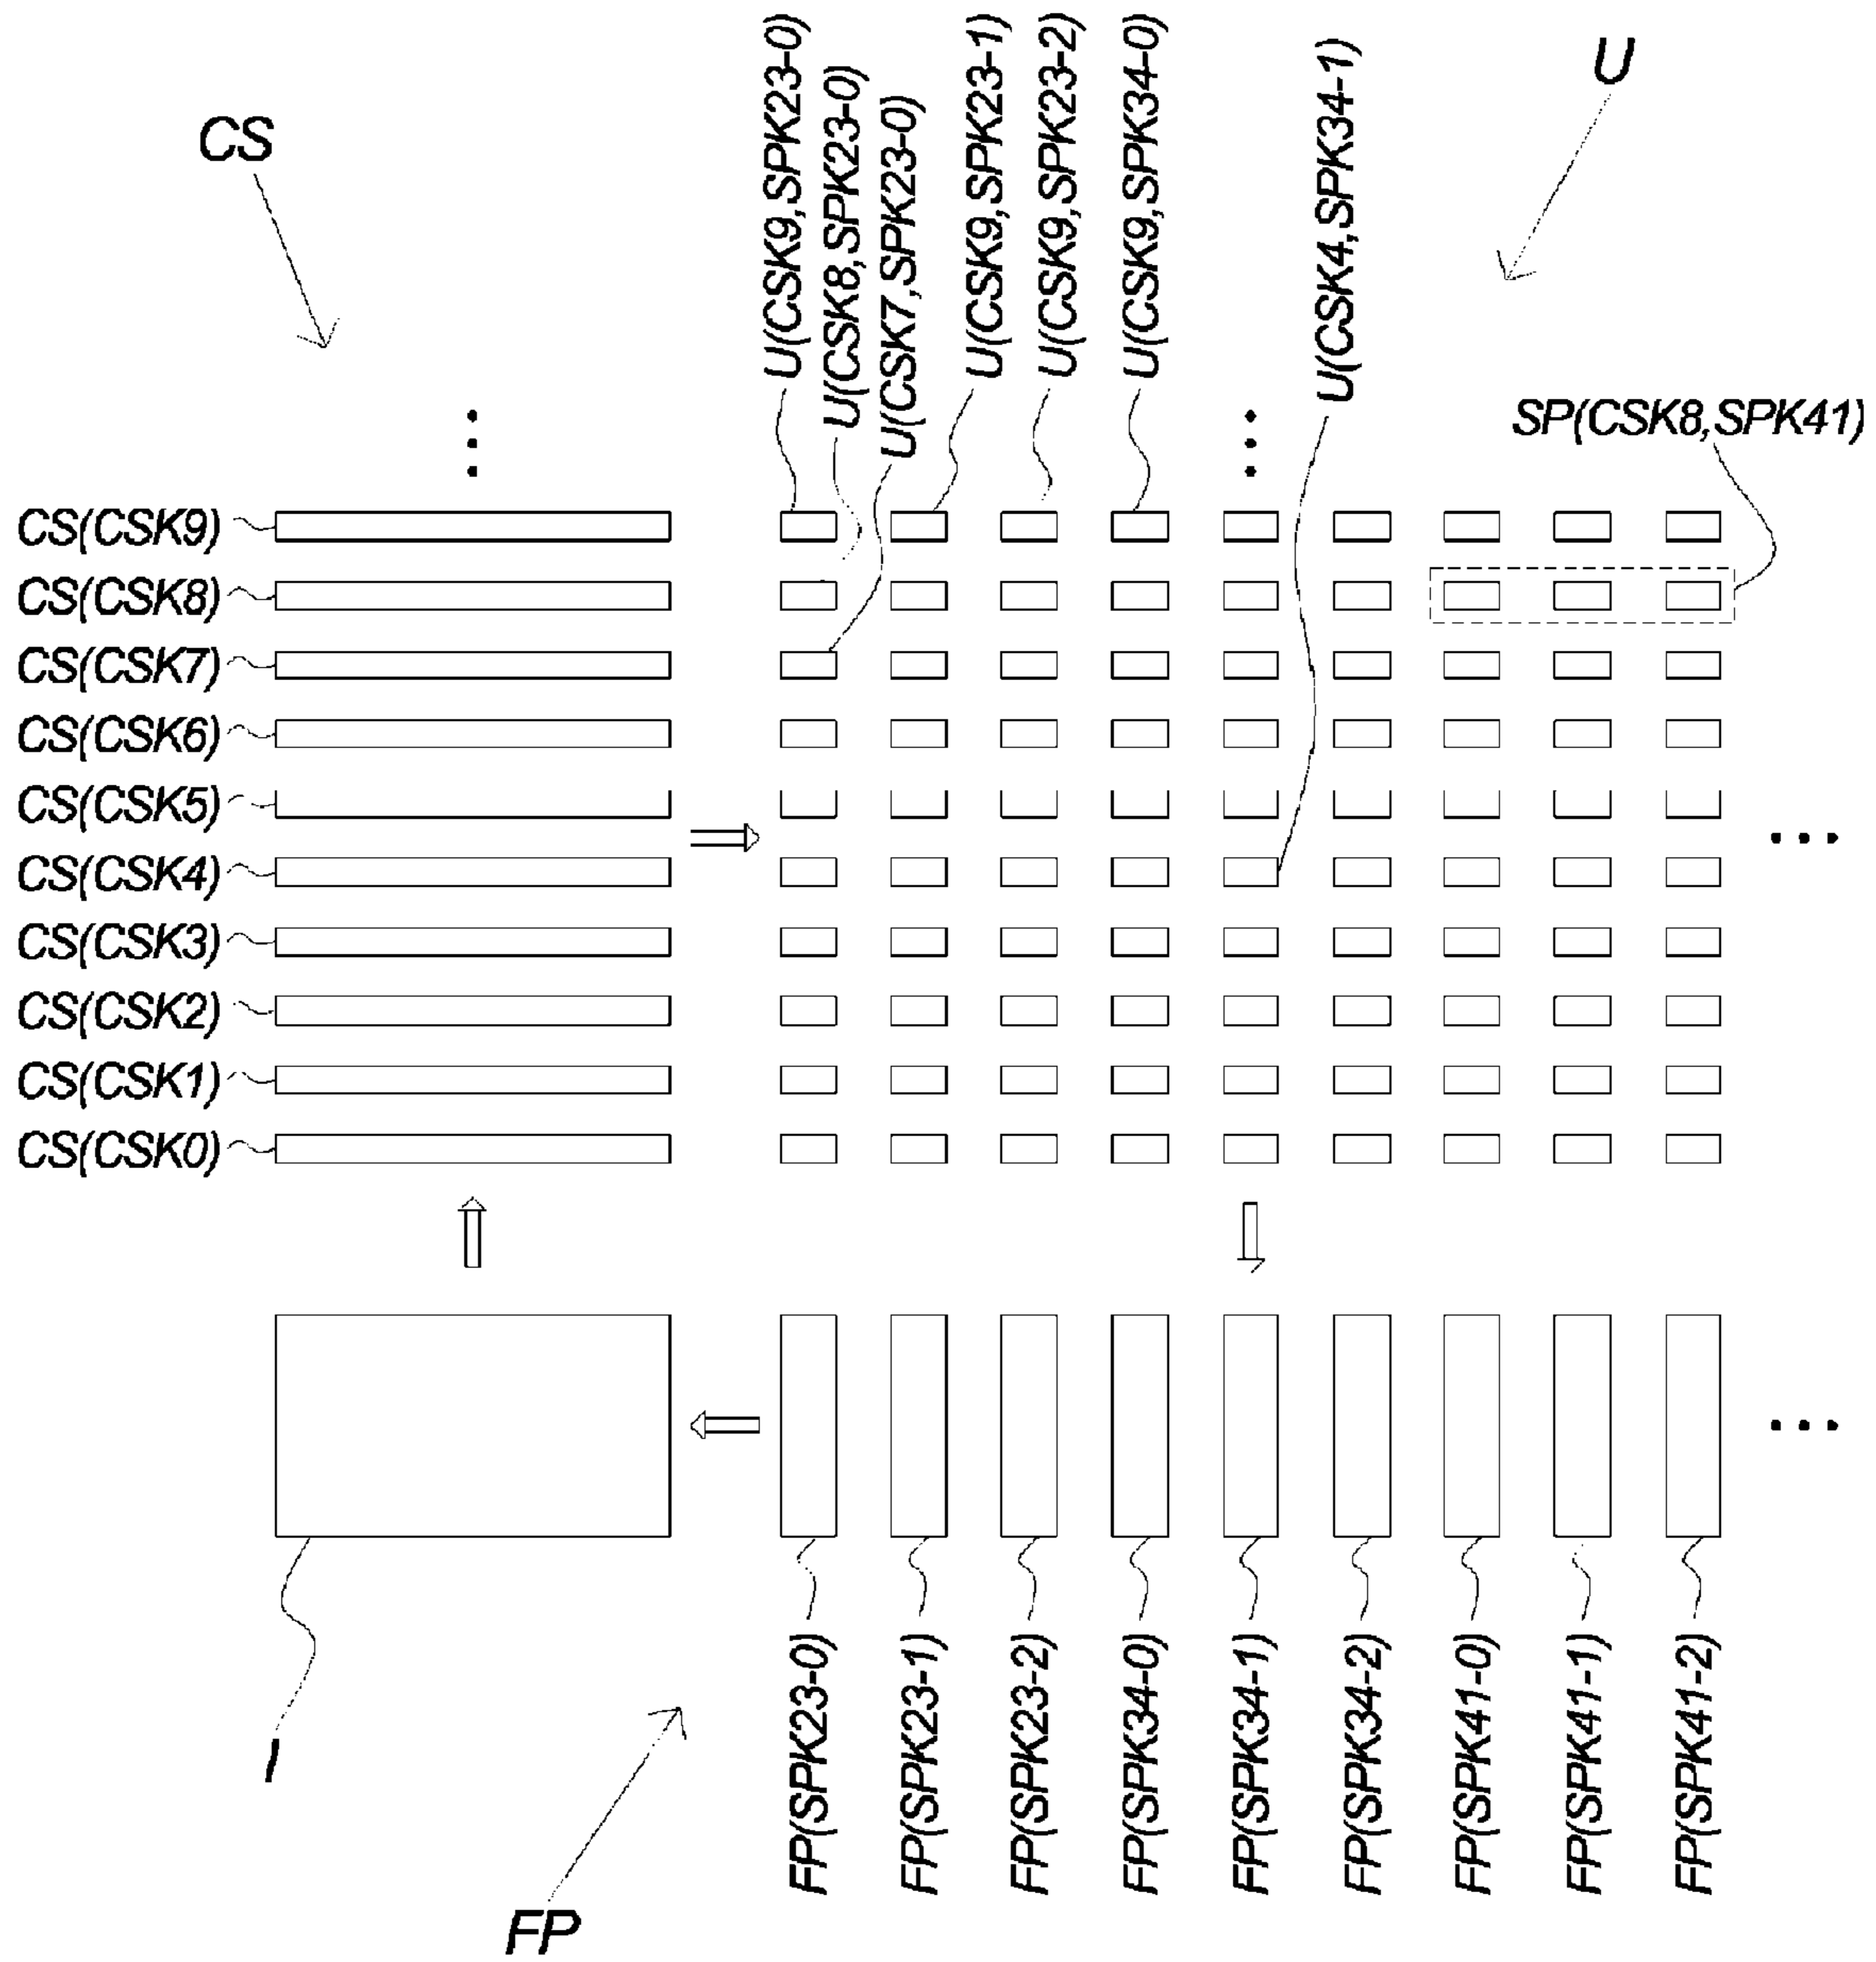 CS
U(CSK9,SPK23-0)
U(CSK8,SPK23-0)
U(CSK7,SPK23-0)
U(CSK9,SPK23-1)
U(CSK9,SPK23-2)
U(CSK9,SPK34-0)
U(CSK4,SPK34-1)
U
SP(CSK8,SPK41)
CS(CSK9)
CS(CSK8)
CS(CSK7)
CS(CSK6)
CS(CSK5)
CS(CSK4)
CS(CSK3)
CS(CSK2)
CS(CSK1)
CS(CSK0)
I
FP
FP(SPK23-0)
FP(SPK23-1)
FP(SPK23-2)
FP(SPK34-0)
FP(SPK34-1)
FP(SPK34-2)
FP(SPK41-0)
FP(SPK41-1)
FP(SPK41-2)